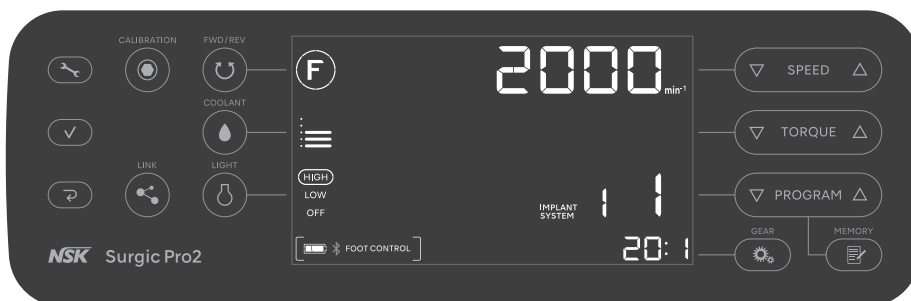 CALIBRATION
FWD/REV
F
2000 min-1
SPEED
COOLANT
TORQUE
LINK
LIGHT
HIGH
LOW
OFF
IMPLANT
SYSTEM
1 1
PROGRAM
GEAR
MEMORY
NSK Surgic Pro2
FOOT CONTROL
20:1